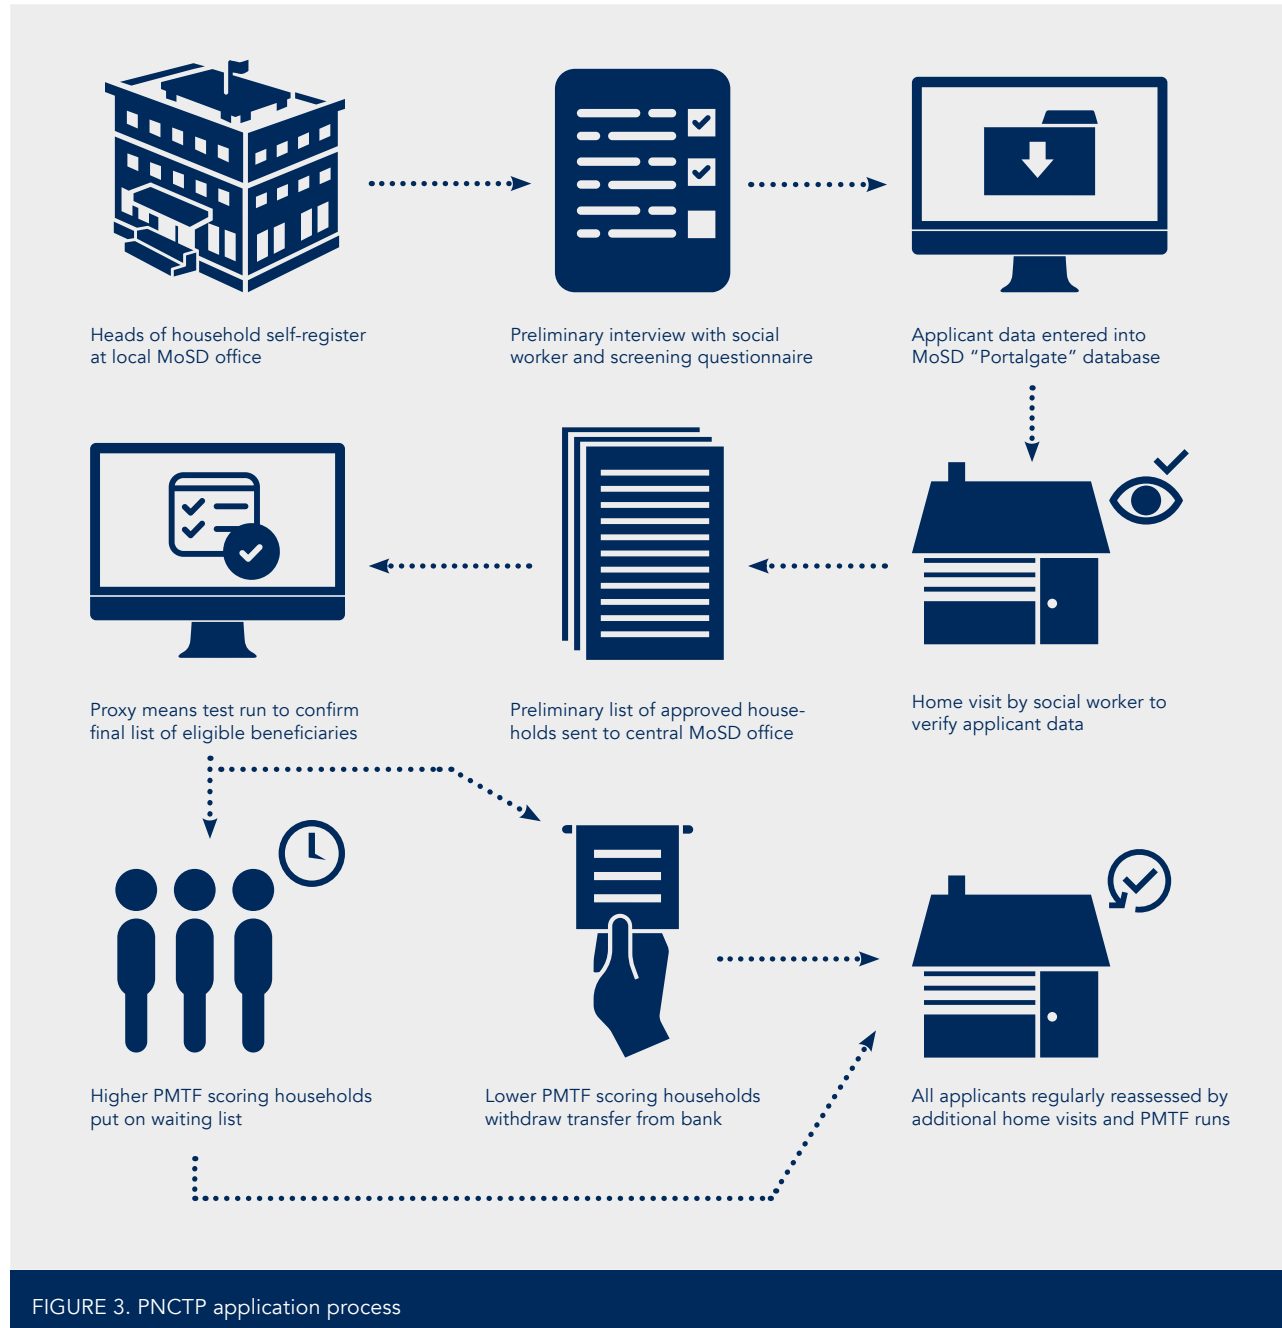 Heads of household self-register
at local MoSD office
Preliminary interview with social
worker and screening questionnaire
Applicant data entered into
MoSD “Portalgate” database
Home visit by social worker to
verify applicant data
Preliminary list of approved house-
holds sent to central MoSD office
Proxy means test run to confirm
final list of eligible beneficiaries
Higher PMTF scoring households
put on waiting list
Lower PMTF scoring households
withdraw transfer from bank
All applicants regularly reassessed by
additional home visits and PMTF runs
FIGURE 3. PNCTP application process